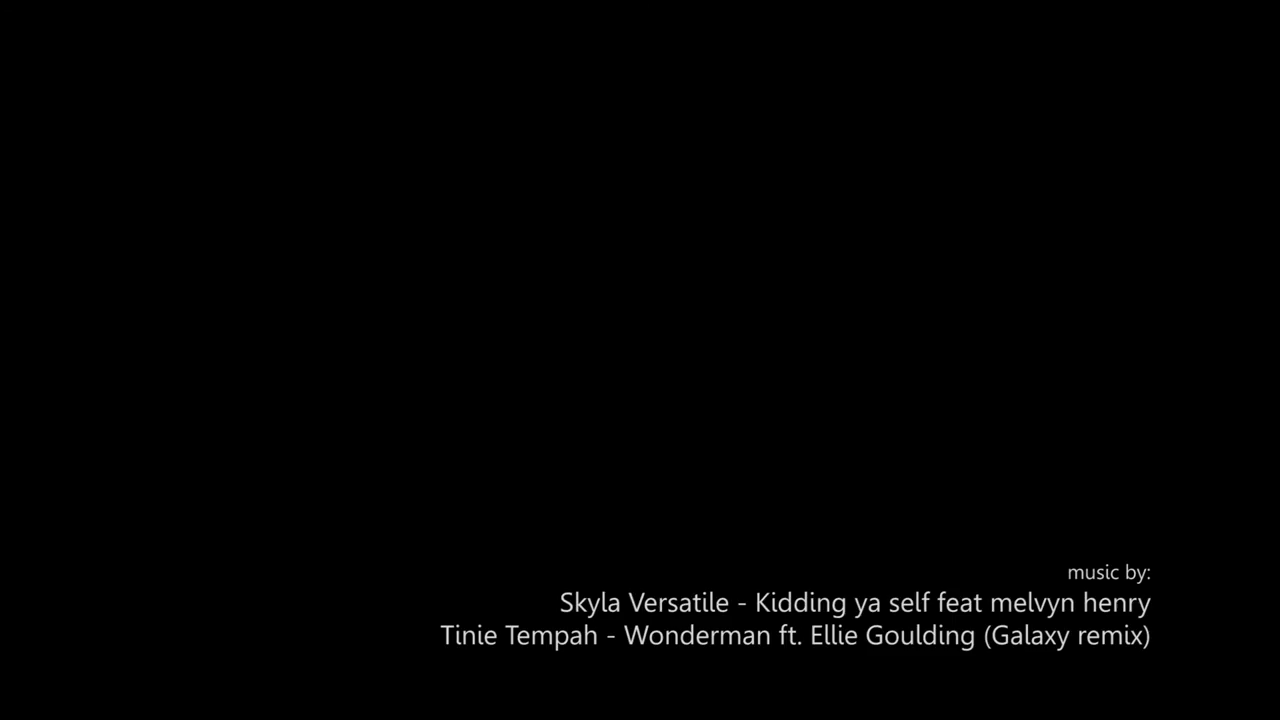 music by:
Skyla Versatile - Kidding ya self feat melvyn henry
Tinie Tempah - Wonderman ft. Ellie Goulding (Galaxy remix)